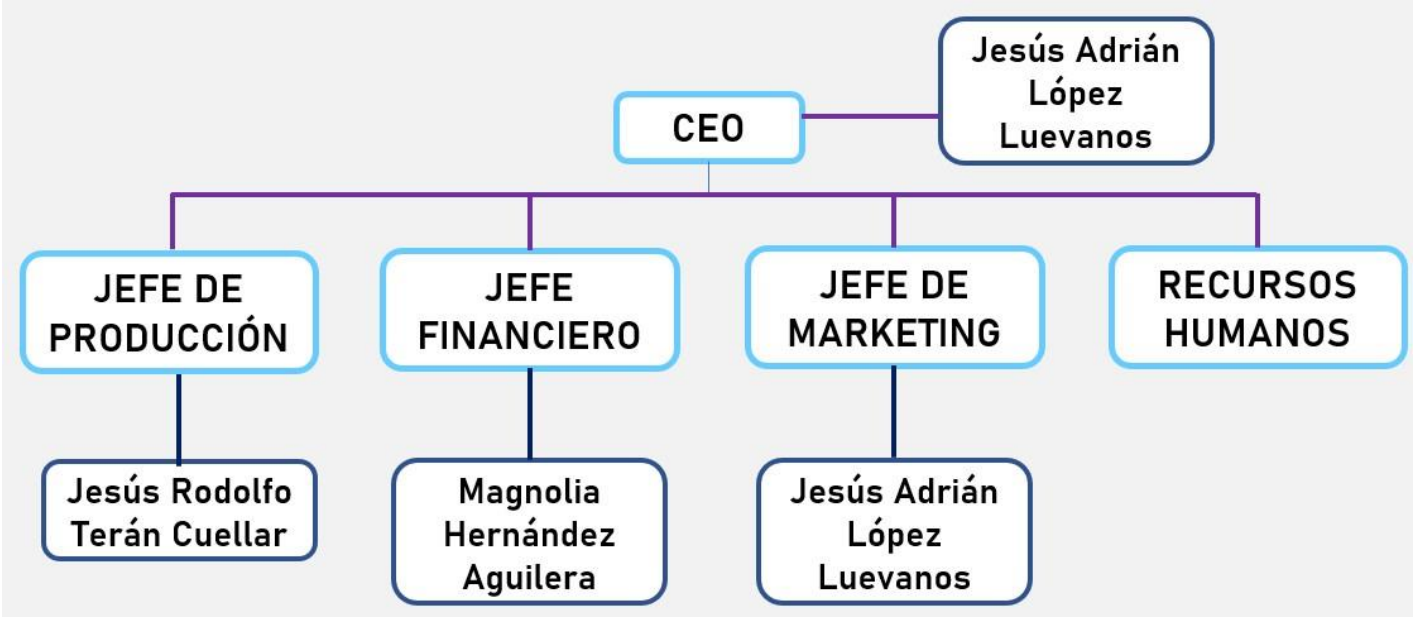 Jesús Adrián
López
Luevanos
CEO
JEFE DE
PRODUCCIÓN
JEFE
FINANCIERO
JEFE DE
MARKETING
RECURSOS
HUMANOS
Jesús Rodolfo
Terán Cuellar
Magnolia
Hernández
Aguilera
Jesús Adrián
López
Luevanos